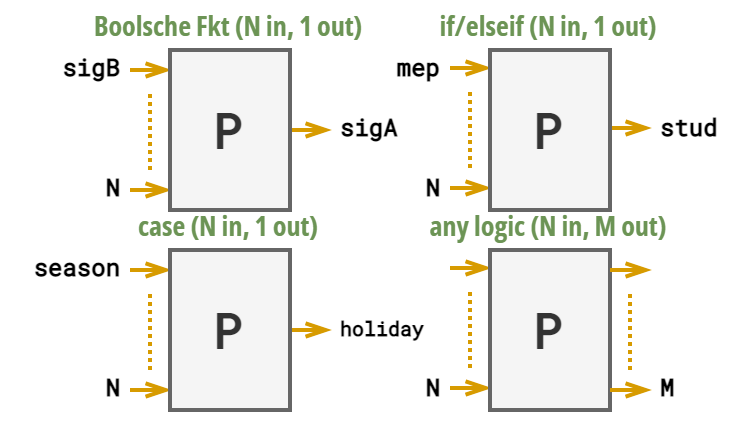 Boolsche Fkt (N in, 1 out)
sigB
P
sigA
N
if/elseif (N in, 1 out)
mep
P
stud
N
case (N in, 1 out)
season
P
holiday
N
any logic (N in, M out)
P
N
M